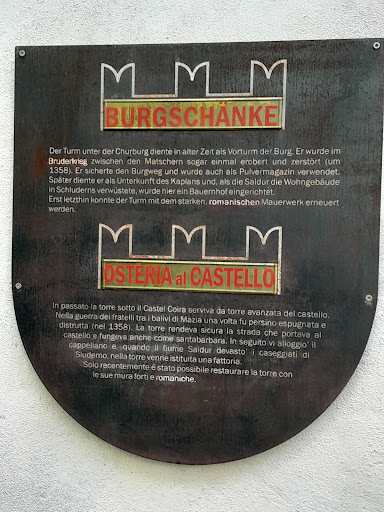 BURGSCHÄNKE
Der Turm unter der Churburg diente in alter Zeit als Vorturm der Burg. Er wurde im
Bruderkrieg zwischen den Matschern sogar einmal erobert und zerstört (um
1358). Er sicherte den Burgweg und wurde auch als Pulvermagazin verwendet.
Später diente er als Unterkunft des Kaplans und, als die Saldur die Wohngebäude
in Schluderns verwüstete, wurde hier ein Bauernhof eingerichtet.
Erst letzthin konnte der Turm mit dem starken, romanischen Mauerwerk erneuert
werden.
OSTERIA al CASTELLO
In passato la torre sotto il Castel Coira serviva da torre avanzata del castello.
Nella guerra dei fratelli tra i balivi di Mazia una volta fu persino espugnata e
distrutta (nel 1358). La torre rendeva sicura la strada che portava al
castello e fungeva anche come santabarbara. In seguito vi alloggio' il
cappellano e, quando il fiume Saldur devasto' i caseggiati di
Sluderno, nella torre venne istituita una fattoria.
Solo recentemente é stato possibile restaurare la torre con
le sue mura forti e romaniche.